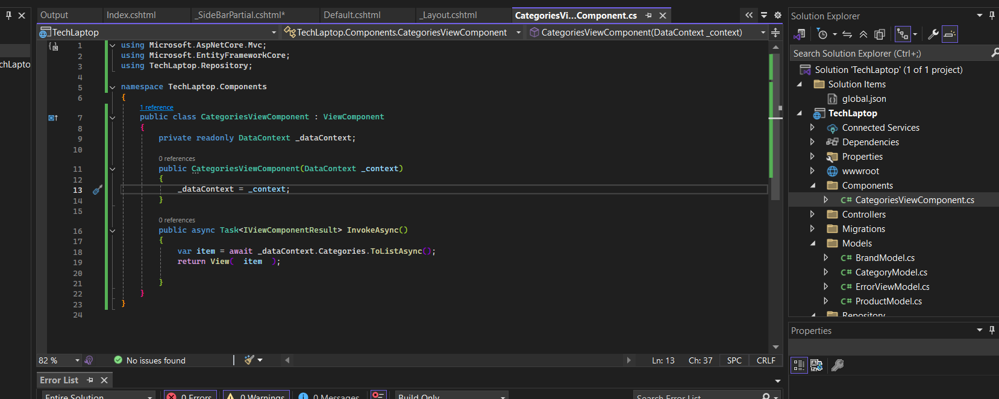 Output
Index.cshtml
_SideBarPartial.cshtml*
Default.cshtml
_Layout.cshtml
CategoriesVi...Component.cs
chLapto
TechLaptop
TechLaptop.Components.CategoriesViewComponent
CategoriesViewComponent(DataContext _context)
1 using Microsoft.AspNetCore.Mvc;
2 using Microsoft.EntityFrameworkCore;
3 using TechLaptop.Repository;
4
5 namespace TechLaptop.Components
6 {
1 reference
7 public class CategoriesViewComponent : ViewComponent
8 {
9 private readonly DataContext _dataContext;
10
0 references
11 public CategoriesViewComponent(DataContext _context)
12 {
13 _dataContext = _context;
14 }
15
0 references
16 public async Task<IViewComponentResult> InvokeAsync()
17 {
18 var item = await _dataContext.Categories.ToListAsync();
19 return View(  item  );
20
21 }
22 }
23 }
24
82 %
No issues found
Ln: 13
Ch: 37
SPC
CRLF
Error List
Entire Solution
0 Errors
0 Warnings
0 Messages
Build Only
Search Error List
Solution Explorer
Search Solution Explorer (Ctrl+;)
Solution 'TechLaptop' (1 of 1 project)
Solution Items
global.json
TechLaptop
Connected Services
Dependencies
Properties
wwwroot
Components
C# CategoriesViewComponent.cs
Controllers
Migrations
Models
C# BrandModel.cs
C# CategoryModel.cs
C# ErrorViewModel.cs
C# ProductModel.cs
Repository
Properties